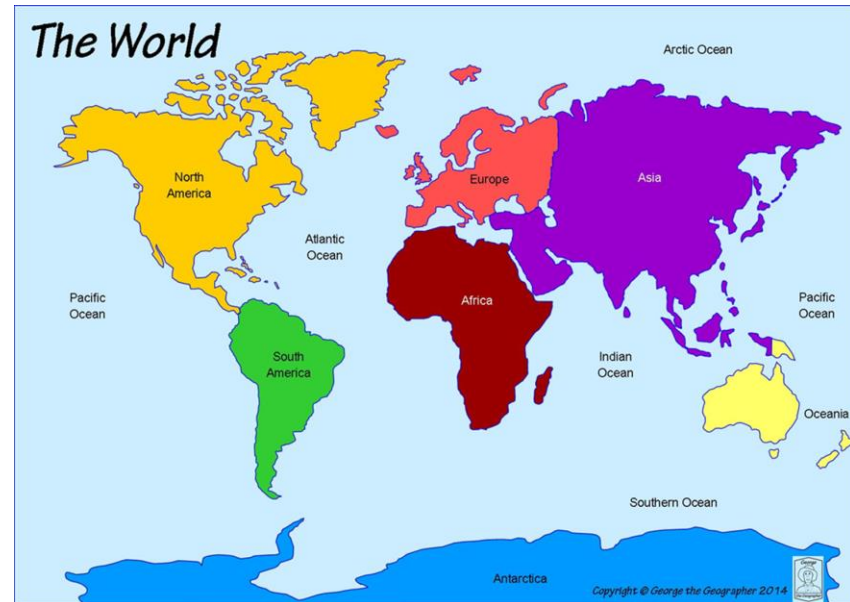 The World
Arctic Ocean
North
America
Europe
Asia
Atlantic
Ocean
Pacific
Ocean
Africa
Pacific
Ocean
South
America
Indian
Ocean
Oceania
Southern Ocean
Antarctica
Copyright © George the Geographer 2014
George